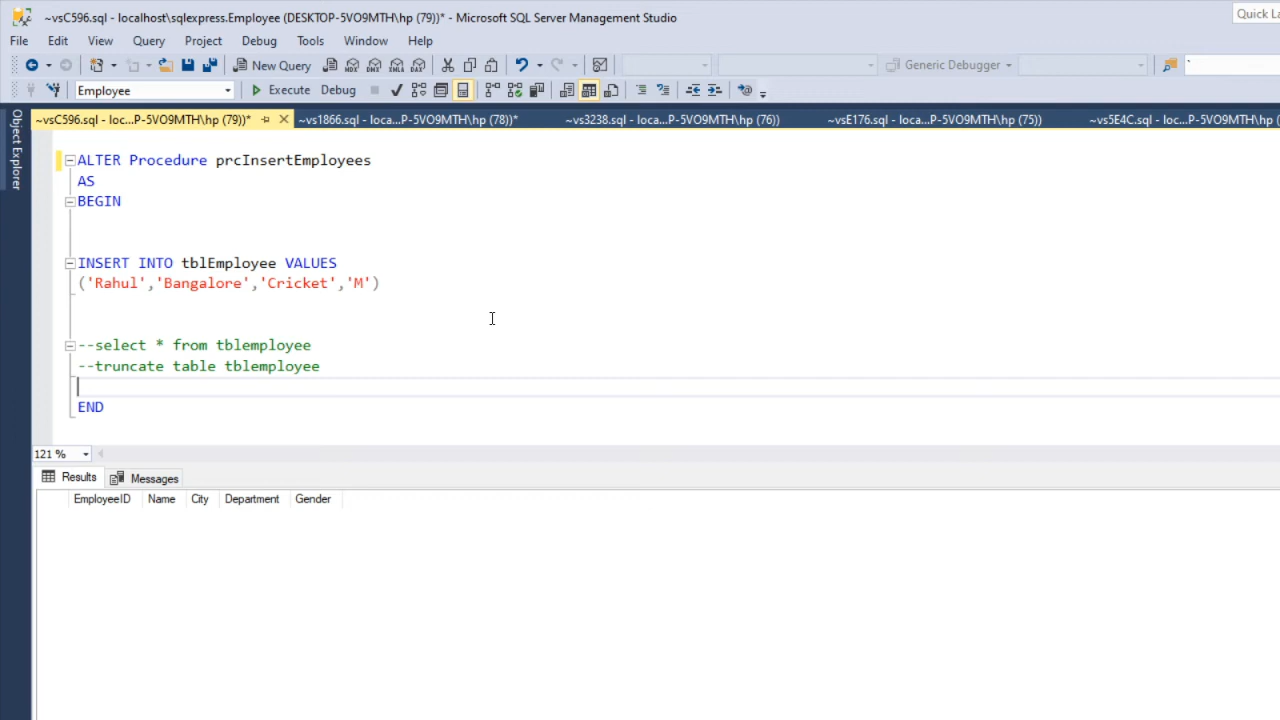 ~vsC596.sql - localhost\sqlexpress.Employee (DESKTOP-5VO9MTH\hp (79))* - Microsoft SQL Server Management Studio
Quick La
File Edit View Query Project Debug Tools Window Help
New Query
Generic Debugger
Employee
Execute Debug
~vsC596.sql - loc...P-5VO9MTH\hp (79))*
~vs1866.sql - loca...P-5VO9MTH\hp (78))*
~vs3238.sql - loca...P-5VO9MTH\hp (76))
~vsE176.sql - loca...P-5VO9MTH\hp (75))
~vs5E4C.sql - loc...P-5VO9MTH\hp (
Object Explorer
ALTER Procedure prcInsertEmployees
AS
BEGIN
INSERT INTO tblEmployee VALUES
('Rahul','Bangalore','Cricket','M')
--select * from tblemployee
--truncate table tblemployee
END
121 %
Results Messages
EmployeeID Name City Department Gender